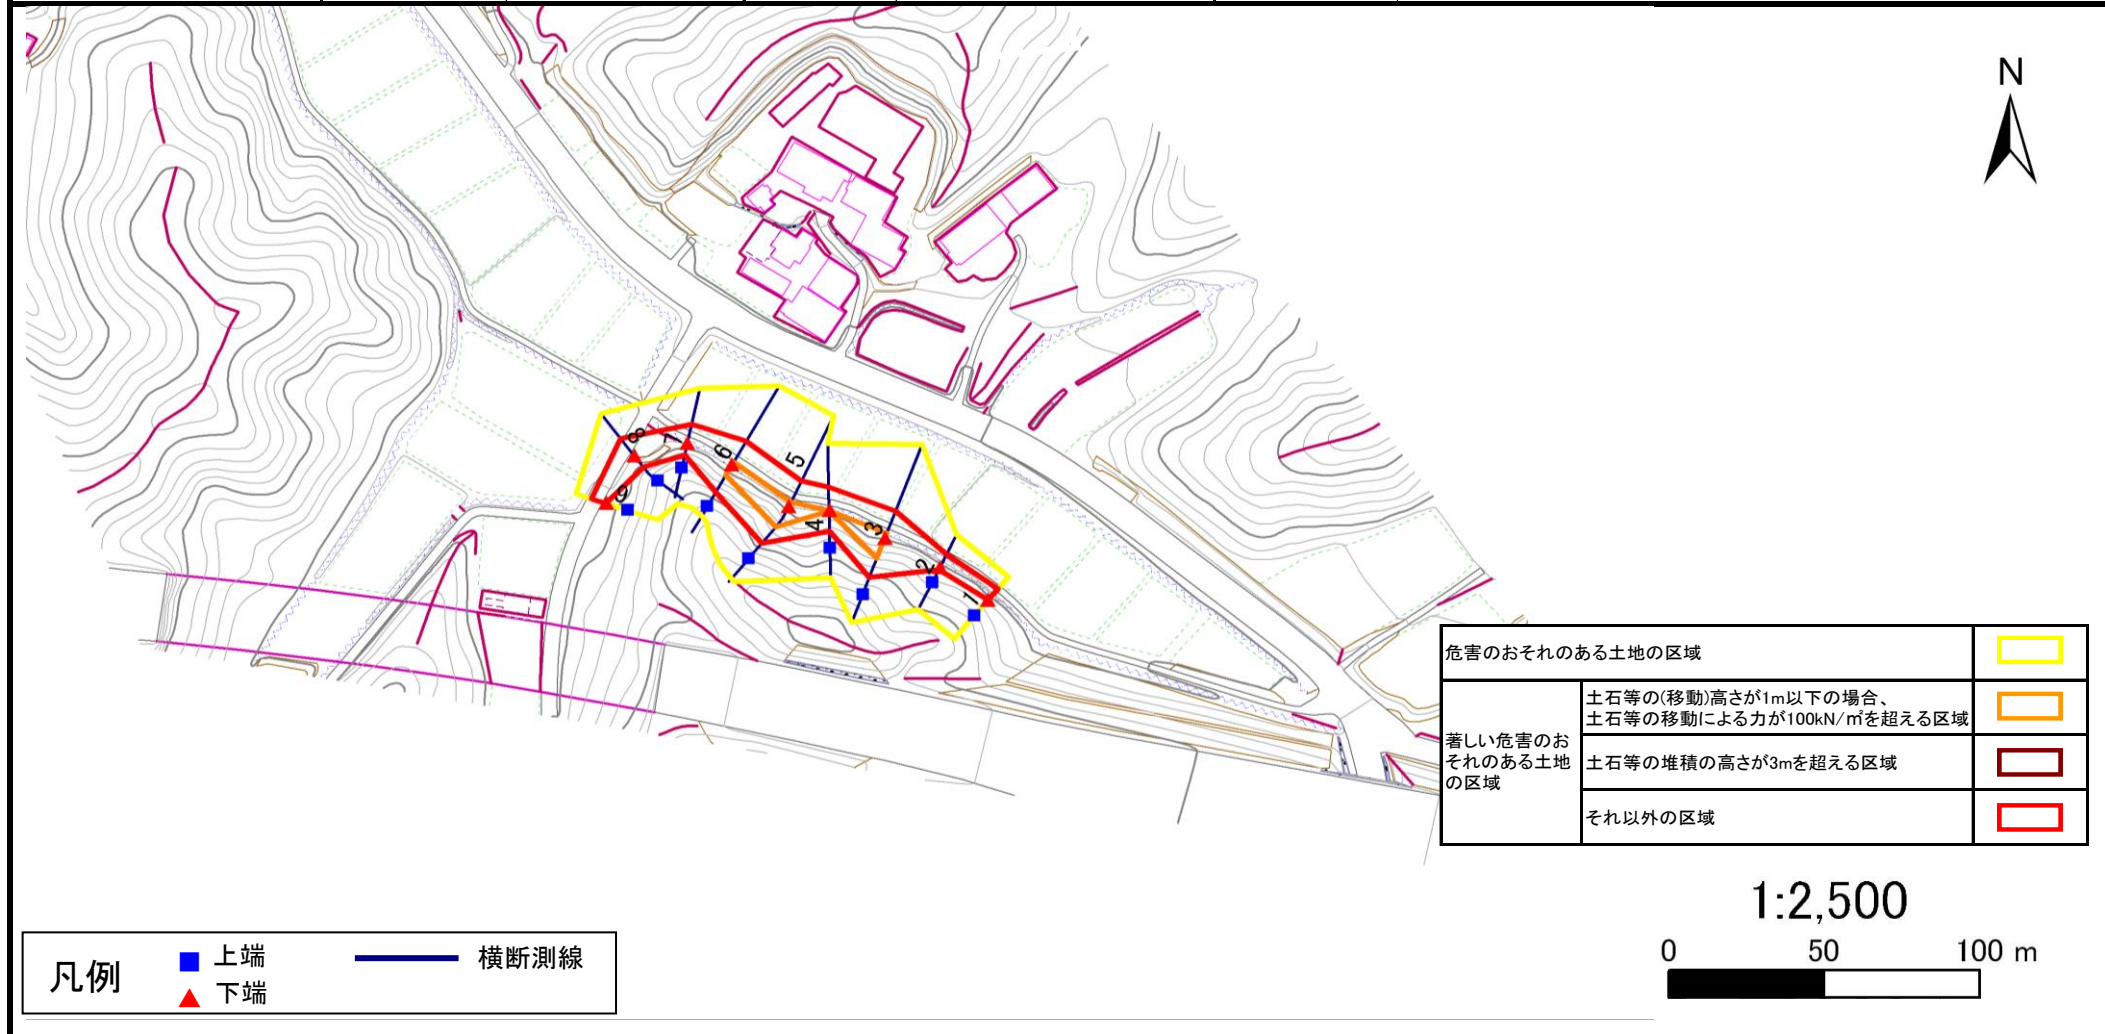 N
8
7
6
5
9
4
3
2
1
危害のおそれのある土地の区域
著しい危害のお
それのある土地
の区域
土石等の(移動)高さが1m以下の場合、
土石等の移動による力が100kN/㎡を超える区域
土石等の堆積の高さが3mを超える区域
それ以外の区域
1:2,500
0 50 100 m
凡例
上端
下端
横断測線